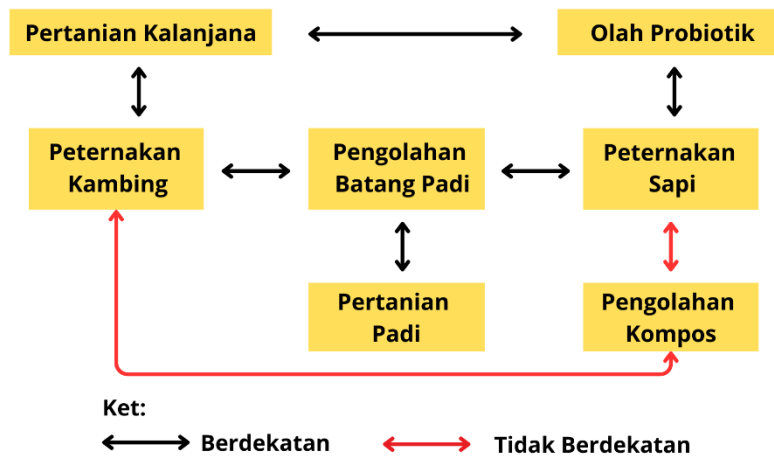 Pertanian Kalanjana
Olah Probiotik
Peternakan
Kambing
Pengolahan
Batang Padi
Peternakan
Sapi
Pertanian
Padi
Pengolahan
Kompos
Ket:
Berdekatan
Tidak Berdekatan